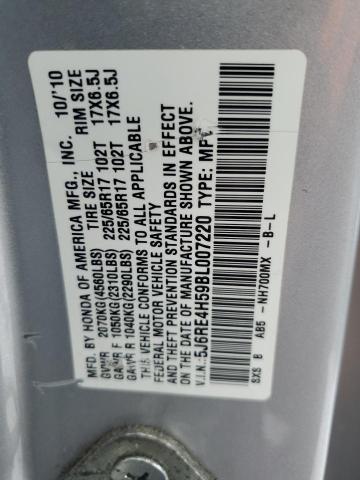 MFD. BY HONDA OF AMERICA MFG., INC. 10/'10
TIRE SIZE RIM SIZE
GVWR 2070KG(4560LBS)
GAWR F 1050KG(2310LBS) 225/65R17 102T 17X6.5J
GAWR R 1040KG(2290LBS) 225/65R17 102T 17X6.5J
THIS VEHICLE CONFORMS TO ALL APPLICABLE
FEDERAL MOTOR VEHICLE SAFETY
AND THEFT PREVENTION STANDARDS IN EFFECT ON
THE DATE OF MANUFACTURE SHOWN ABOVE.
V.I.N.:5J6RE4H59BL007220 TYPE: MPV
SXS B AB5 -NH700MX -B-L